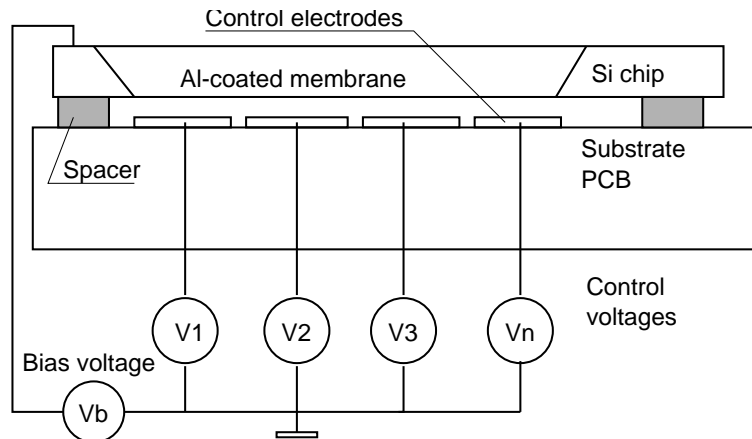 Control electrodes
Al-coated membrane
Si chip
Spacer
Substrate
PCB
Control
voltages
V1
V2
V3
Vn
Bias voltage
Vb